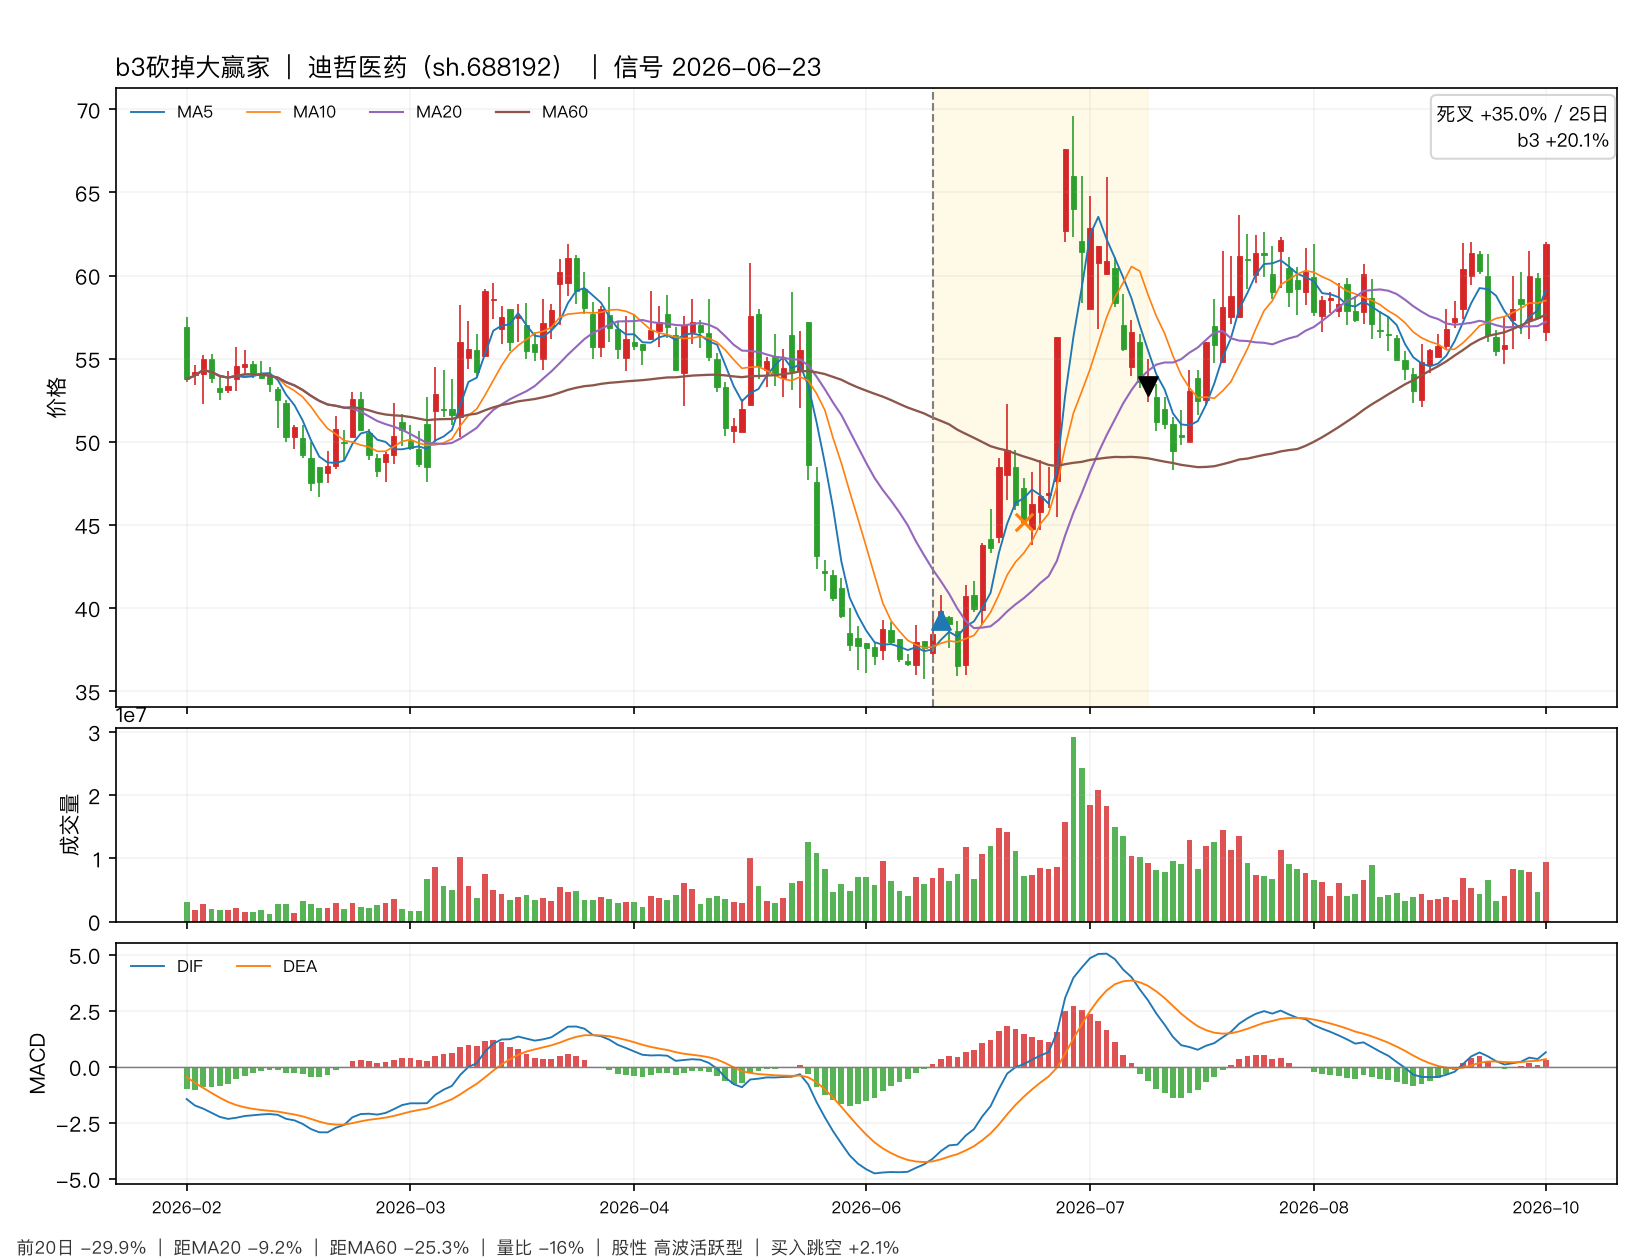 b3砍掉大赢家 | 迪哲医药（sh.688192） | 信号 2026-06-23
MA5 MA10 MA20 MA60
死叉 +35.0% / 25日
b3 +20.1%
70
65
60
55
50
45
40
35
价格
1e7
3
2
1
0
成交量
DIF DEA
5.0
2.5
0.0
−2.5
−5.0
MACD
2026-02 2026-03 2026-04 2026-06 2026-07 2026-08 2026-10
前20日 -29.9% | 距MA20 -9.2% | 距MA60 -25.3% | 量比 -16% | 股性 高波活跃型 | 买入跳空 +2.1%